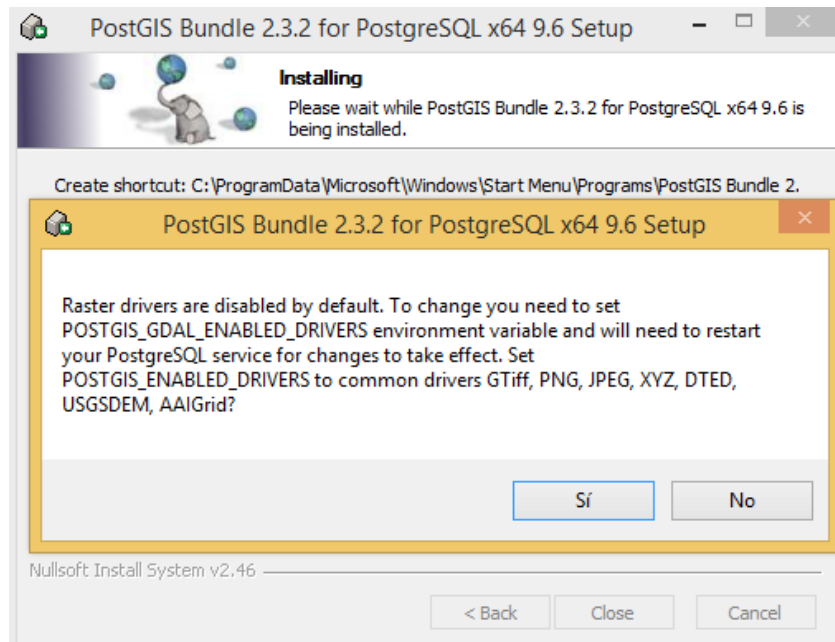 PostGIS Bundle 2.3.2 for PostgreSQL x64 9.6 Setup
Installing
Please wait while PostGIS Bundle 2.3.2 for PostgreSQL x64 9.6 is
being installed.
Create shortcut: C:\ProgramData\Microsoft\Windows\Start Menu\Programs\PostGIS Bundle 2.
PostGIS Bundle 2.3.2 for PostgreSQL x64 9.6 Setup
Raster drivers are disabled by default. To change you need to set
POSTGIS_GDAL_ENABLED_DRIVERS environment variable and will need to restart
your PostgreSQL service for changes to take effect. Set
POSTGIS_ENABLED_DRIVERS to common drivers GTiff, PNG, JPEG, XYZ, DTED,
USGSDEM, AAIGrid?
Sí
No
Nullsoft Install System v2.46
< Back
Close
Cancel